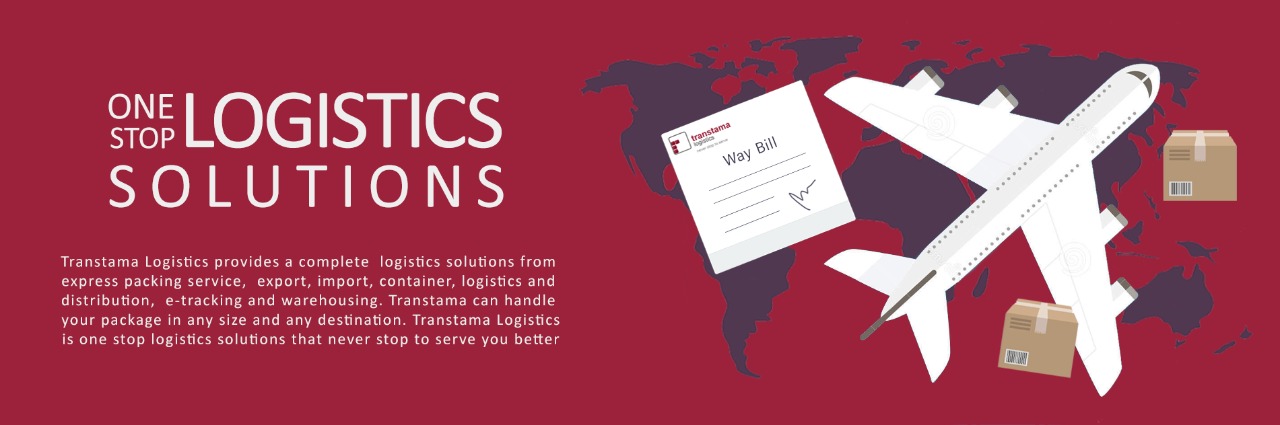 ONE
STOP
LOGISTICS
SOLUTIONS
Transtama Logistics provides a complete logistics solutions from
express packing service, export, import, container, logistics and
distribution, e-tracking and warehousing. Transtama can handle
your package in any size and any destination. Transtama Logistics
is one stop logistics solutions that never stop to serve you better
transtama
logistics
Way Bill